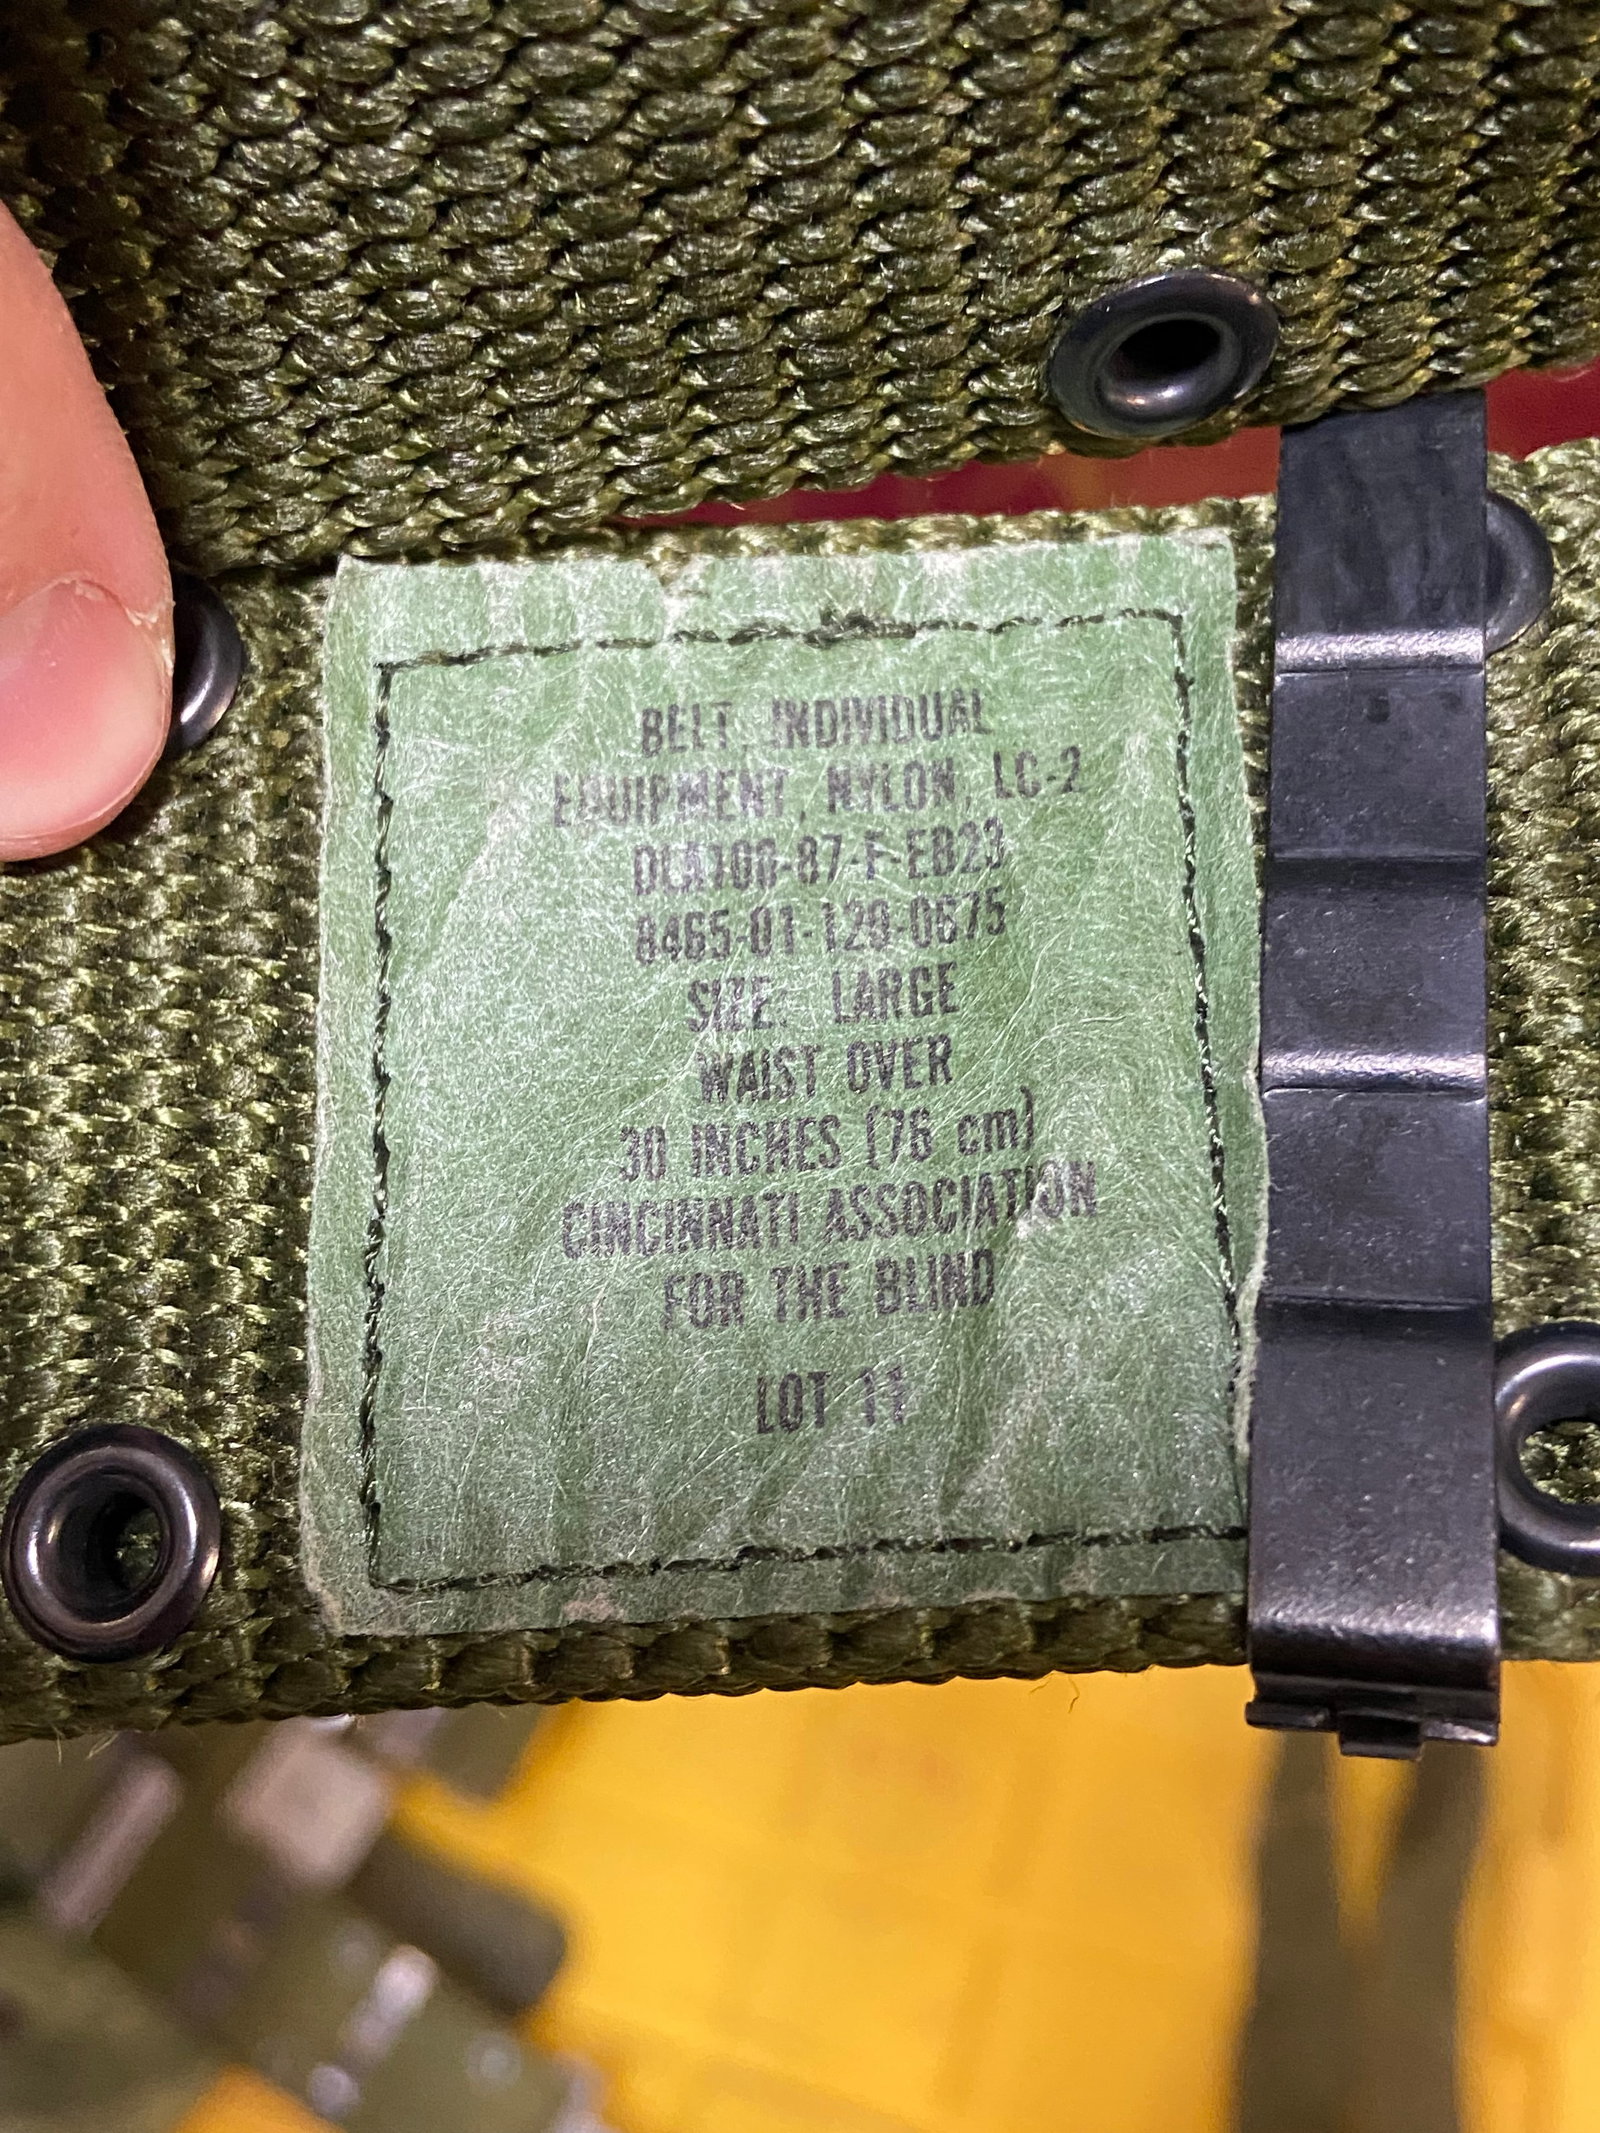 BELT, INDIVIDUAL
EQUIPMENT, NYLON, LC-2
DLA100-87-F-EB23
8465-01-120-0675
SIZE: LARGE
WAIST OVER
30 INCHES (76 cm)
CINCINNATI ASSOCIATION
FOR THE BLIND
LOT 11